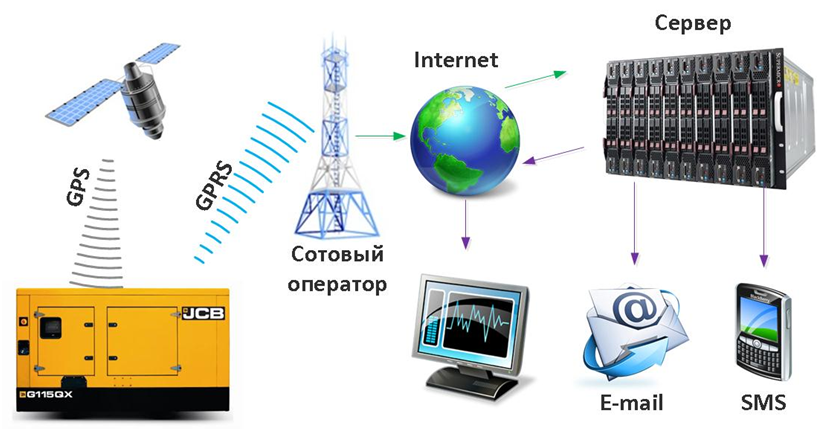 Сервер
Internet
GPS
GPRS
Сотовый
оператор
JCB
G115QX
E-mail
SMS